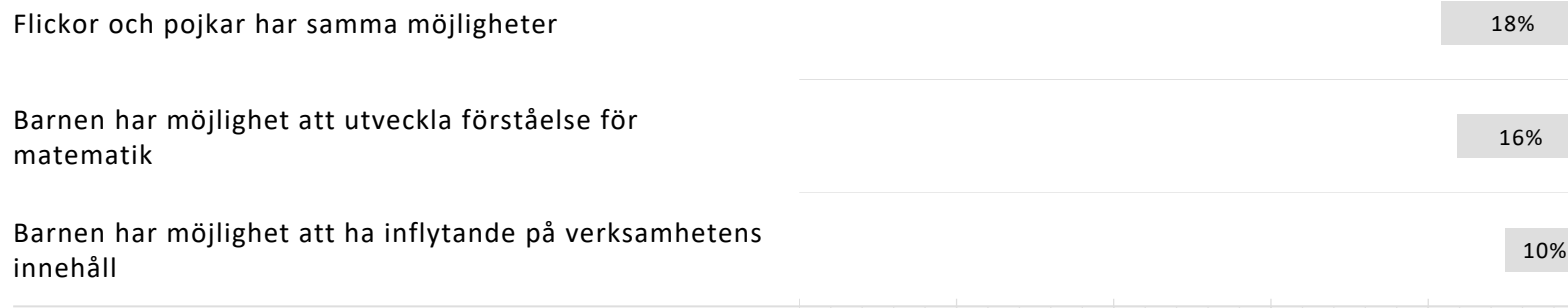 Flickor och pojkar har samma möjligheter
18%
Barnen har möjlighet att utveckla förståelse för
matematik
16%
Barnen har möjlighet att ha inflytande på verksamhetens
innehåll
10%